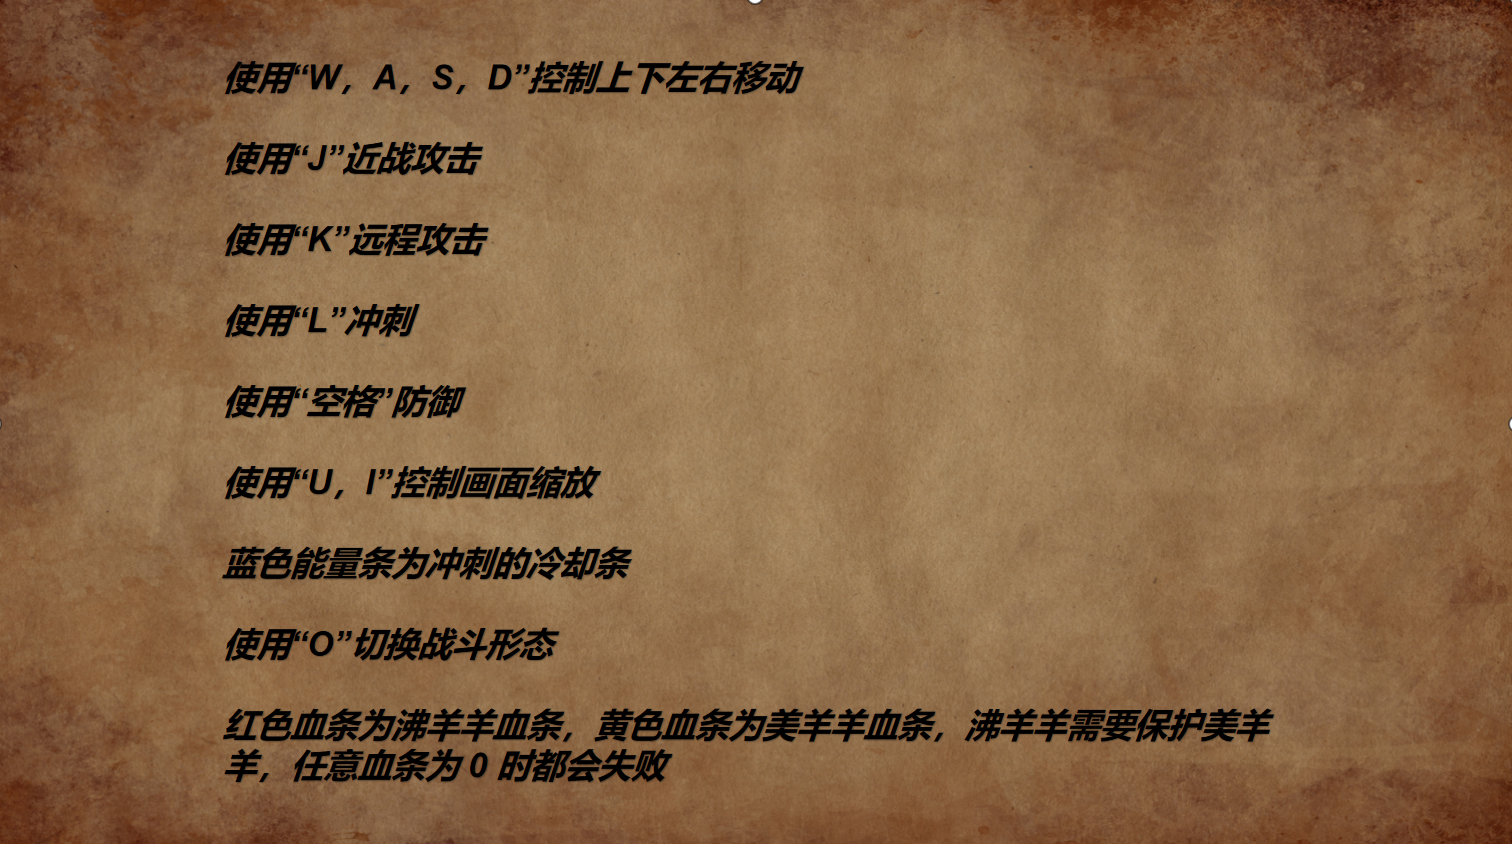 使用“W，A，S，D”控制上下左右移动
使用“J”近战攻击
使用“K”远程攻击
使用“L”冲刺
使用“空格”防御
使用“U，I”控制画面缩放
蓝色能量条为冲刺的冷却条
使用“O”切换战斗形态
红色血条为沸羊羊血条，黄色血条为美羊羊血条，沸羊羊需要保护美羊
羊，任意血条为 0 时都会失败